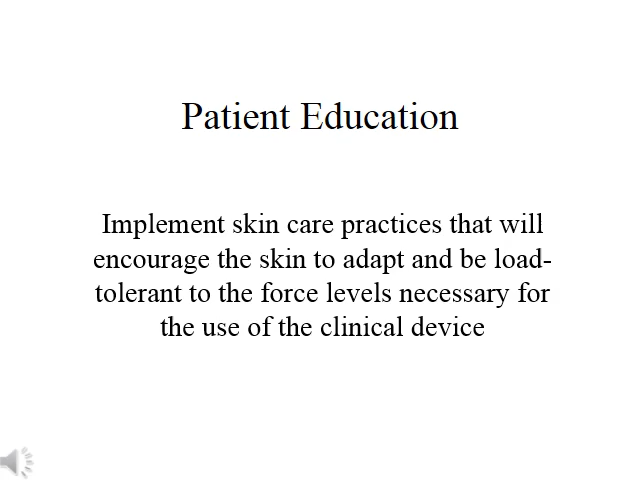 Patient Education
Implement skin care practices that will
encourage the skin to adapt and be load-
tolerant to the force levels necessary for
the use of the clinical device